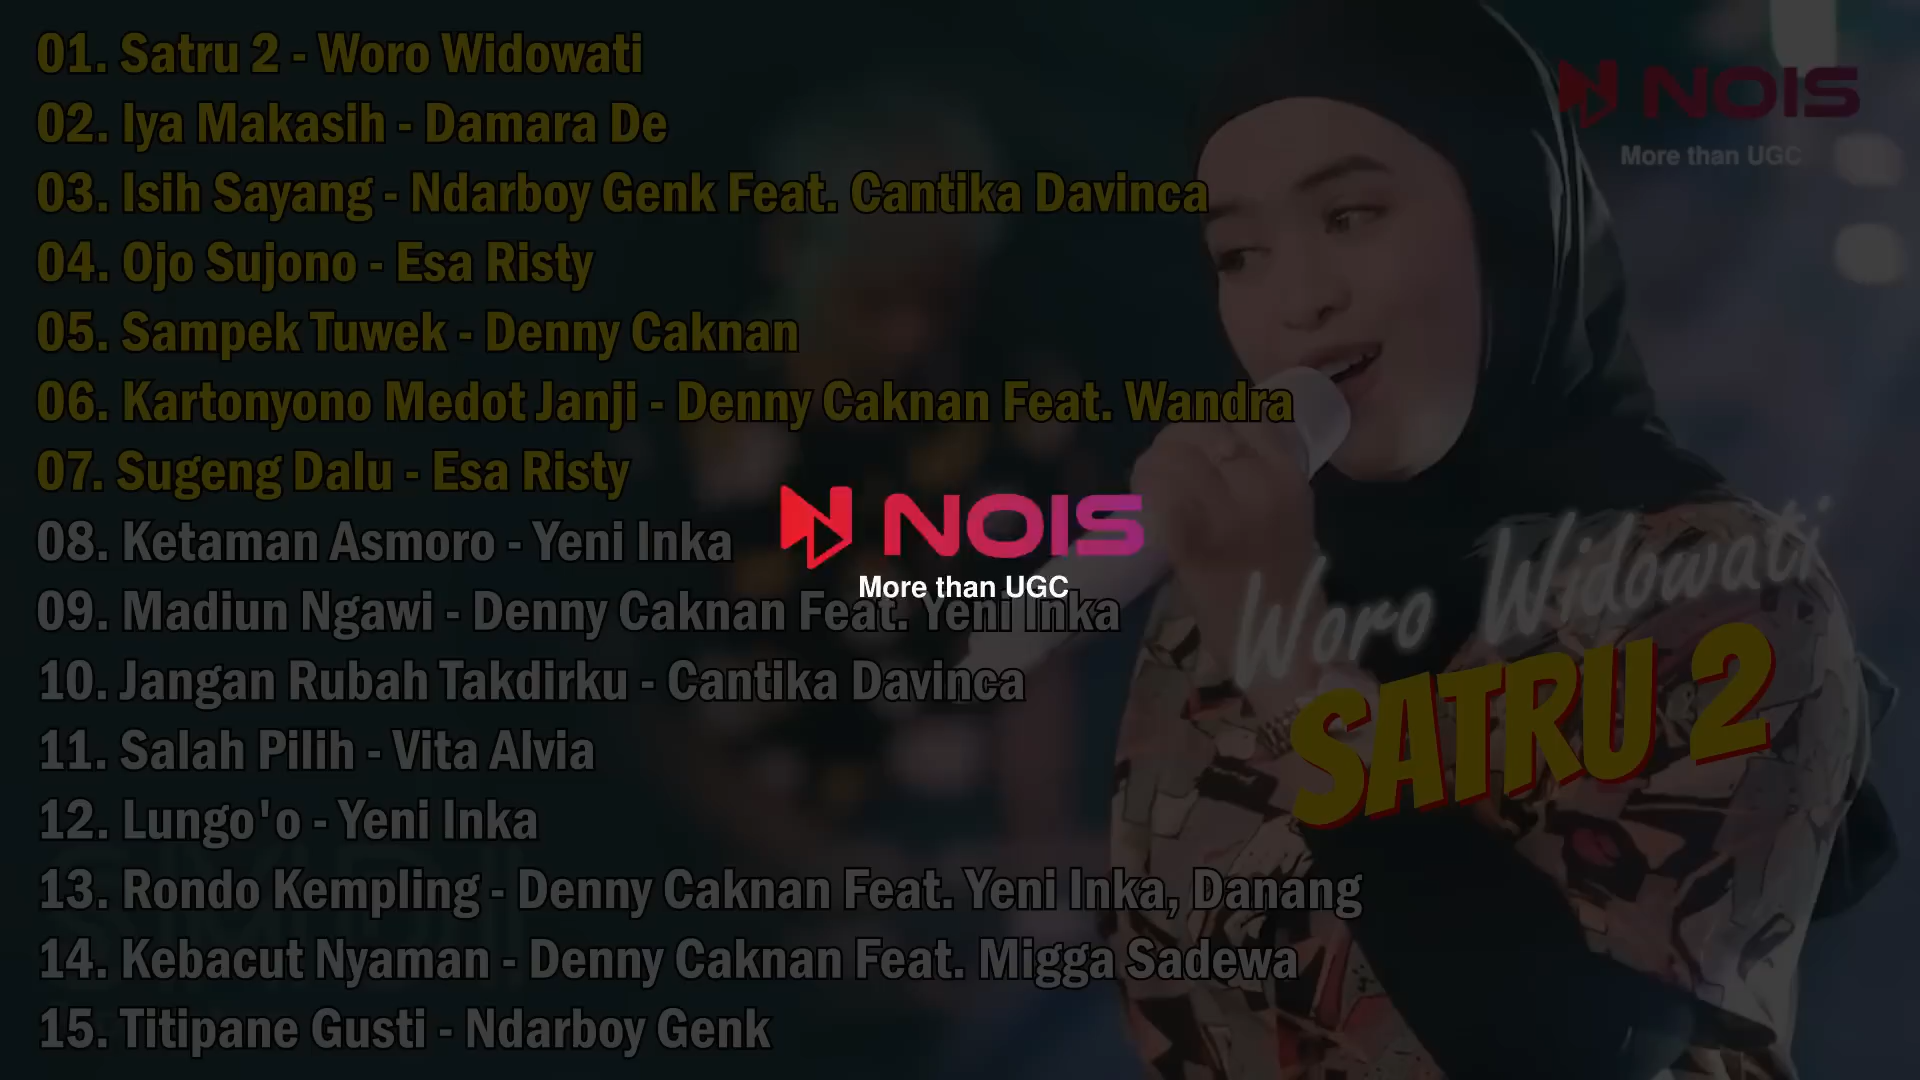 01. Satru 2 - Woro Widowati
02. Iya Makasih - Damara De
03. Isih Sayang - Ndarboy Genk Feat. Cantika Davinca
04. Ojo Sujono - Esa Risty
05. Sampek Tuwek - Denny Caknan
06. Kartonyono Medot Janji - Denny Caknan Feat. Wandra
07. Sugeng Dalu - Esa Risty
08. Ketaman Asmoro - Yeni Inka
09. Madiun Ngawi - Denny Caknan Feat. Yeni Inka
10. Jangan Rubah Takdirku - Cantika Davinca
11. Salah Pilih - Vita Alvia
12. Lungo'o - Yeni Inka
13. Rondo Kempling - Denny Caknan Feat. Yeni Inka, Danang
14. Kebacut Nyaman - Denny Caknan Feat. Migga Sadewa
15. Titipane Gusti - Ndarboy Genk
NOIS
More than UGC
NOIS
More than UGC
Woro Widowati
SATRU 2